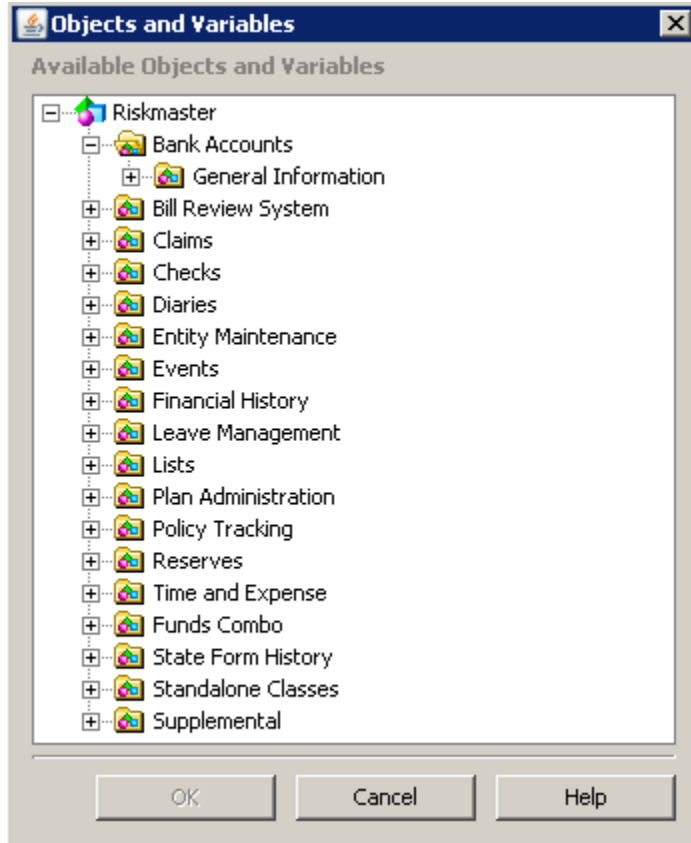 Objects and Variables
Available Objects and Variables
Riskmaster
Bank Accounts
General Information
Bill Review System
Claims
Checks
Diaries
Entity Maintenance
Events
Financial History
Leave Management
Lists
Plan Administration
Policy Tracking
Reserves
Time and Expense
Funds Combo
State Form History
Standalone Classes
Supplemental
OK Cancel Help